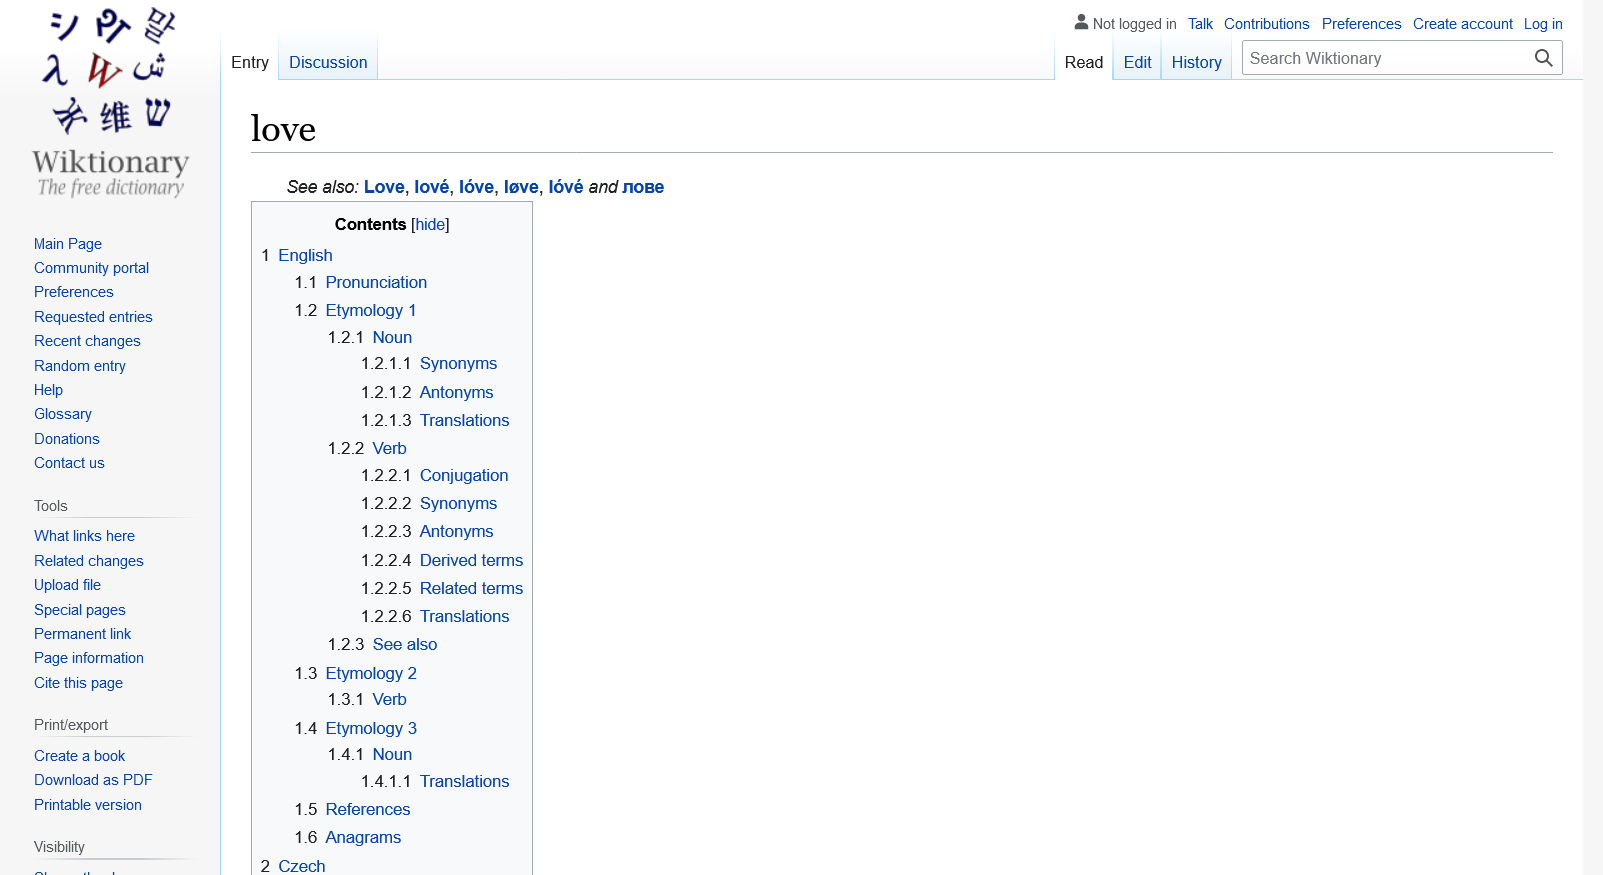 Not logged in Talk Contributions Preferences Create account Log in
Entry Discussion Read Edit History Search Wiktionary
Wiktionary
The free dictionary
Main Page
Community portal
Preferences
Requested entries
Recent changes
Random entry
Help
Glossary
Donations
Contact us
Tools
What links here
Related changes
Upload file
Special pages
Permanent link
Page information
Cite this page
Print/export
Create a book
Download as PDF
Printable version
Visibility
love
See also: Love, lové, lóve, løve, lóvé and лове
Contents [hide]
1 English
1.1 Pronunciation
1.2 Etymology 1
1.2.1 Noun
1.2.1.1 Synonyms
1.2.1.2 Antonyms
1.2.1.3 Translations
1.2.2 Verb
1.2.2.1 Conjugation
1.2.2.2 Synonyms
1.2.2.3 Antonyms
1.2.2.4 Derived terms
1.2.2.5 Related terms
1.2.2.6 Translations
1.2.3 See also
1.3 Etymology 2
1.3.1 Verb
1.4 Etymology 3
1.4.1 Noun
1.4.1.1 Translations
1.5 References
1.6 Anagrams
2 Czech